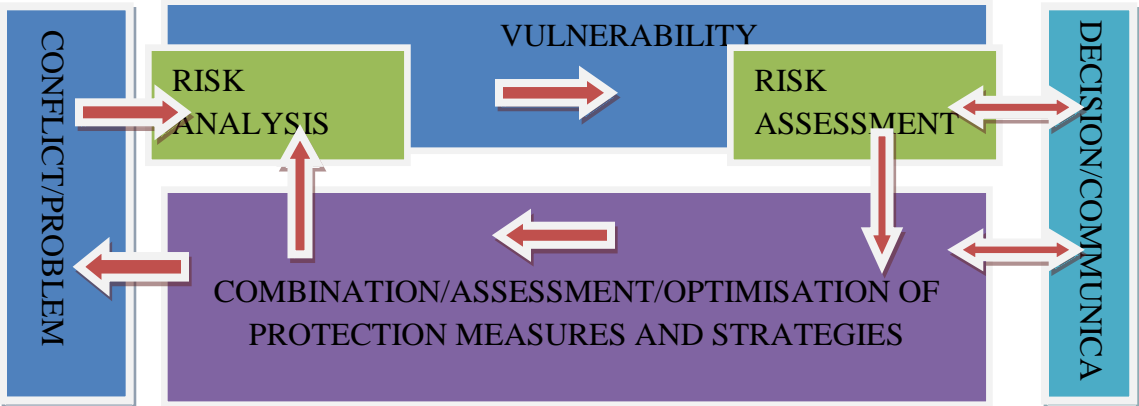 CONFLICT/PROBLEM
VULNERABILITY
RISK
ANALYSIS
RISK
ASSESSMENT
COMBINATION/ASSESSMENT/OPTIMISATION OF
PROTECTION MEASURES AND STRATEGIES
DECISION/COMMUNICA